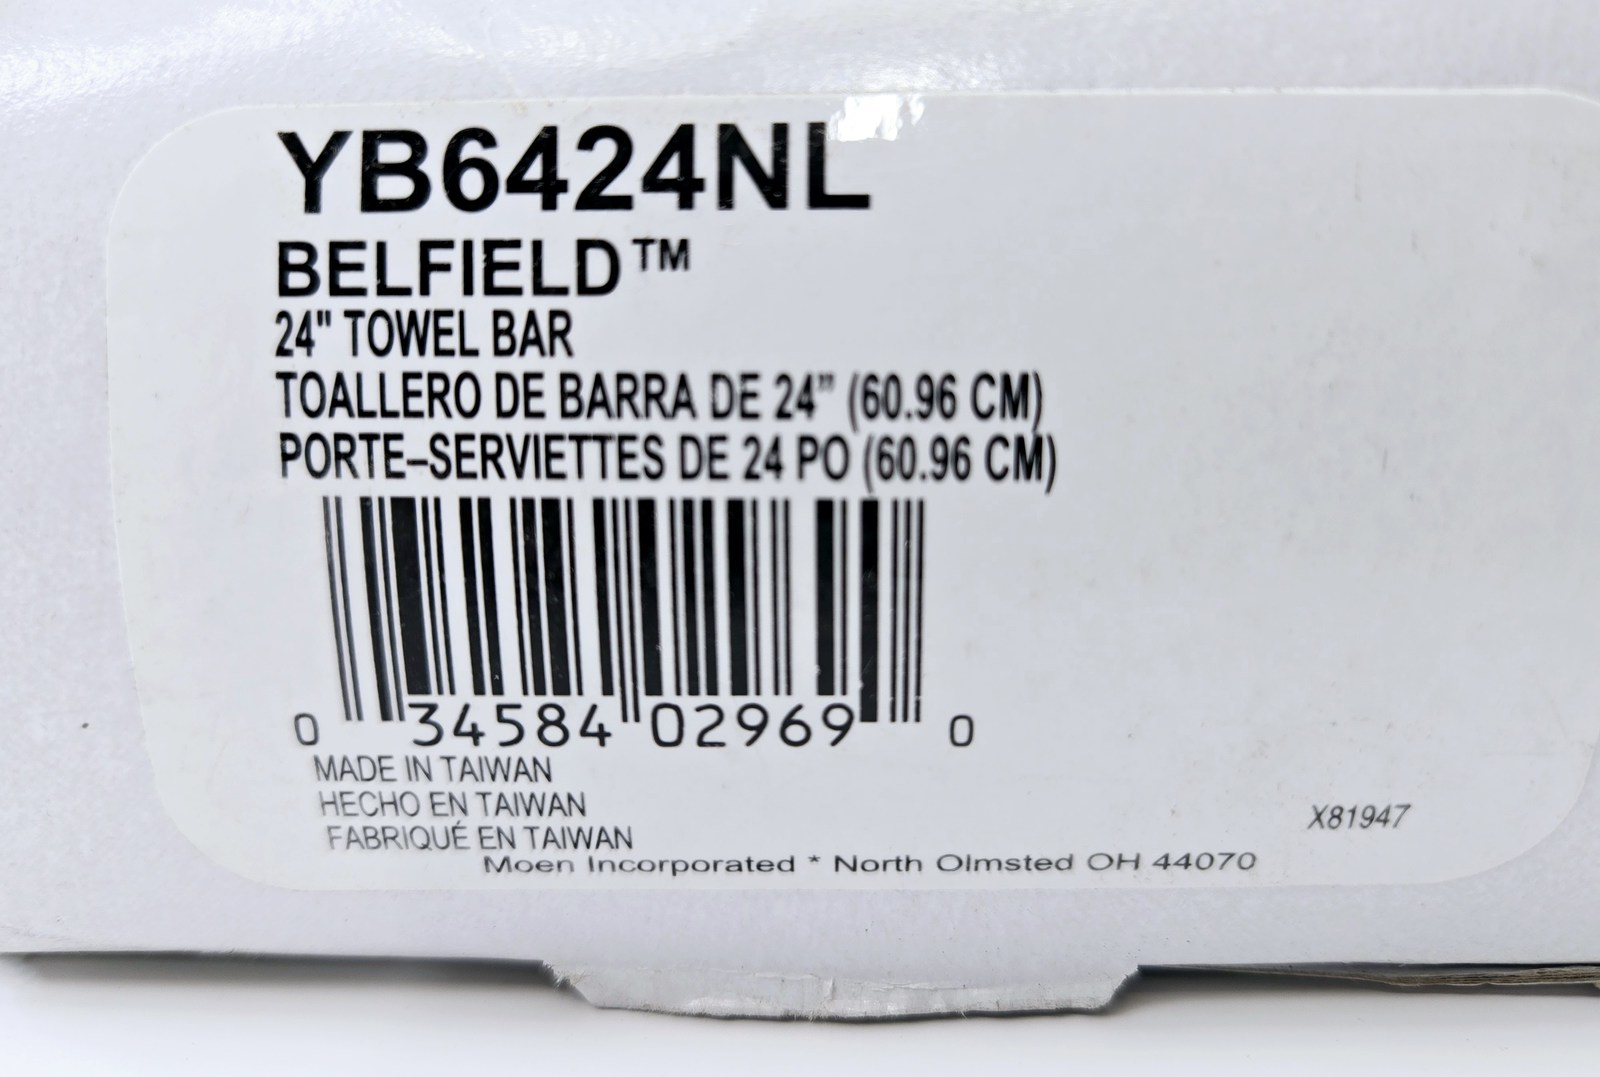 YB6424NL
BELFIELD™
24" TOWEL BAR
TOALLERO DE BARRA DE 24” (60.96 CM)
PORTE–SERVIETTES DE 24 PO (60.96 CM)
0 34584 02969 0
MADE IN TAIWAN
HECHO EN TAIWAN
FABRIQUÉ EN TAIWAN
X81947
Moen Incorporated * North Olmsted OH 44070